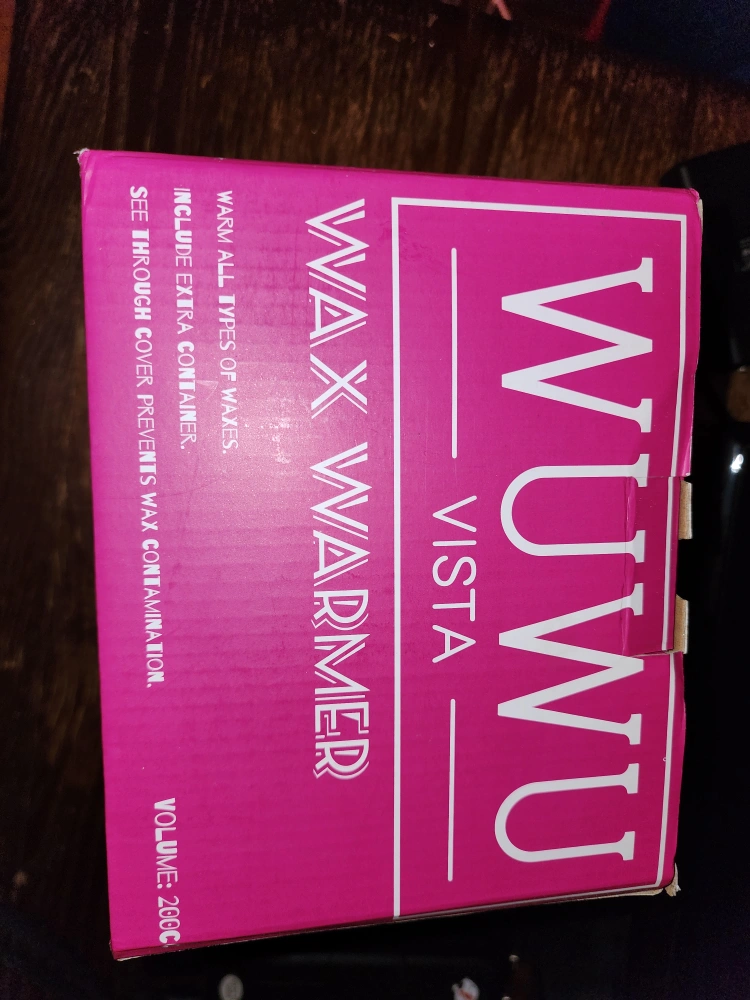 WUWU
VISTA
WAX WARMER
WARM ALL TYPES OF WAXES.
INCLUDE EXTRA CONTAINER.
SEE THROUGH COVER PREVENTS WAX CONTAMINATION.
VOLUME: 200C